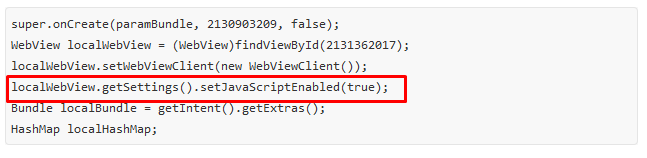 super.onCreate(paramBundle, 2130903209, false);
WebView localWebView = (WebView)findViewById(2131362017);
localWebView.setWebViewClient(new WebViewClient());
localWebView.getSettings().setJavaScriptEnabled(true);
Bundle localBundle = getIntent().getExtras();
HashMap localHashMap;